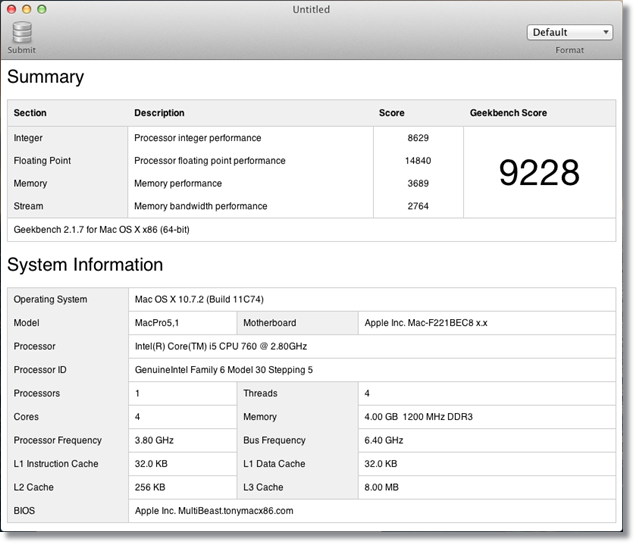 Untitled
Submit
Default
Format
Summary
Section Description Score Geekbench Score
Integer Processor integer performance 8629
Floating Point Processor floating point performance 14840
9228
Memory Memory performance 3689
Stream Memory bandwidth performance 2764
Geekbench 2.1.7 for Mac OS X x86 (64-bit)
System Information
Operating System Mac OS X 10.7.2 (Build 11C74)
Model MacPro5,1 Motherboard Apple Inc. Mac-F221BEC8 x.x
Processor Intel(R) Core(TM) i5 CPU 760 @ 2.80GHz
Processor ID GenuineIntel Family 6 Model 30 Stepping 5
Processors 1 Threads 4
Cores 4 Memory 4.00 GB 1200 MHz DDR3
Processor Frequency 3.80 GHz Bus Frequency 6.40 GHz
L1 Instruction Cache 32.0 KB L1 Data Cache 32.0 KB
L2 Cache 256 KB L3 Cache 8.00 MB
BIOS Apple Inc. MultiBeast.tonymacx86.com